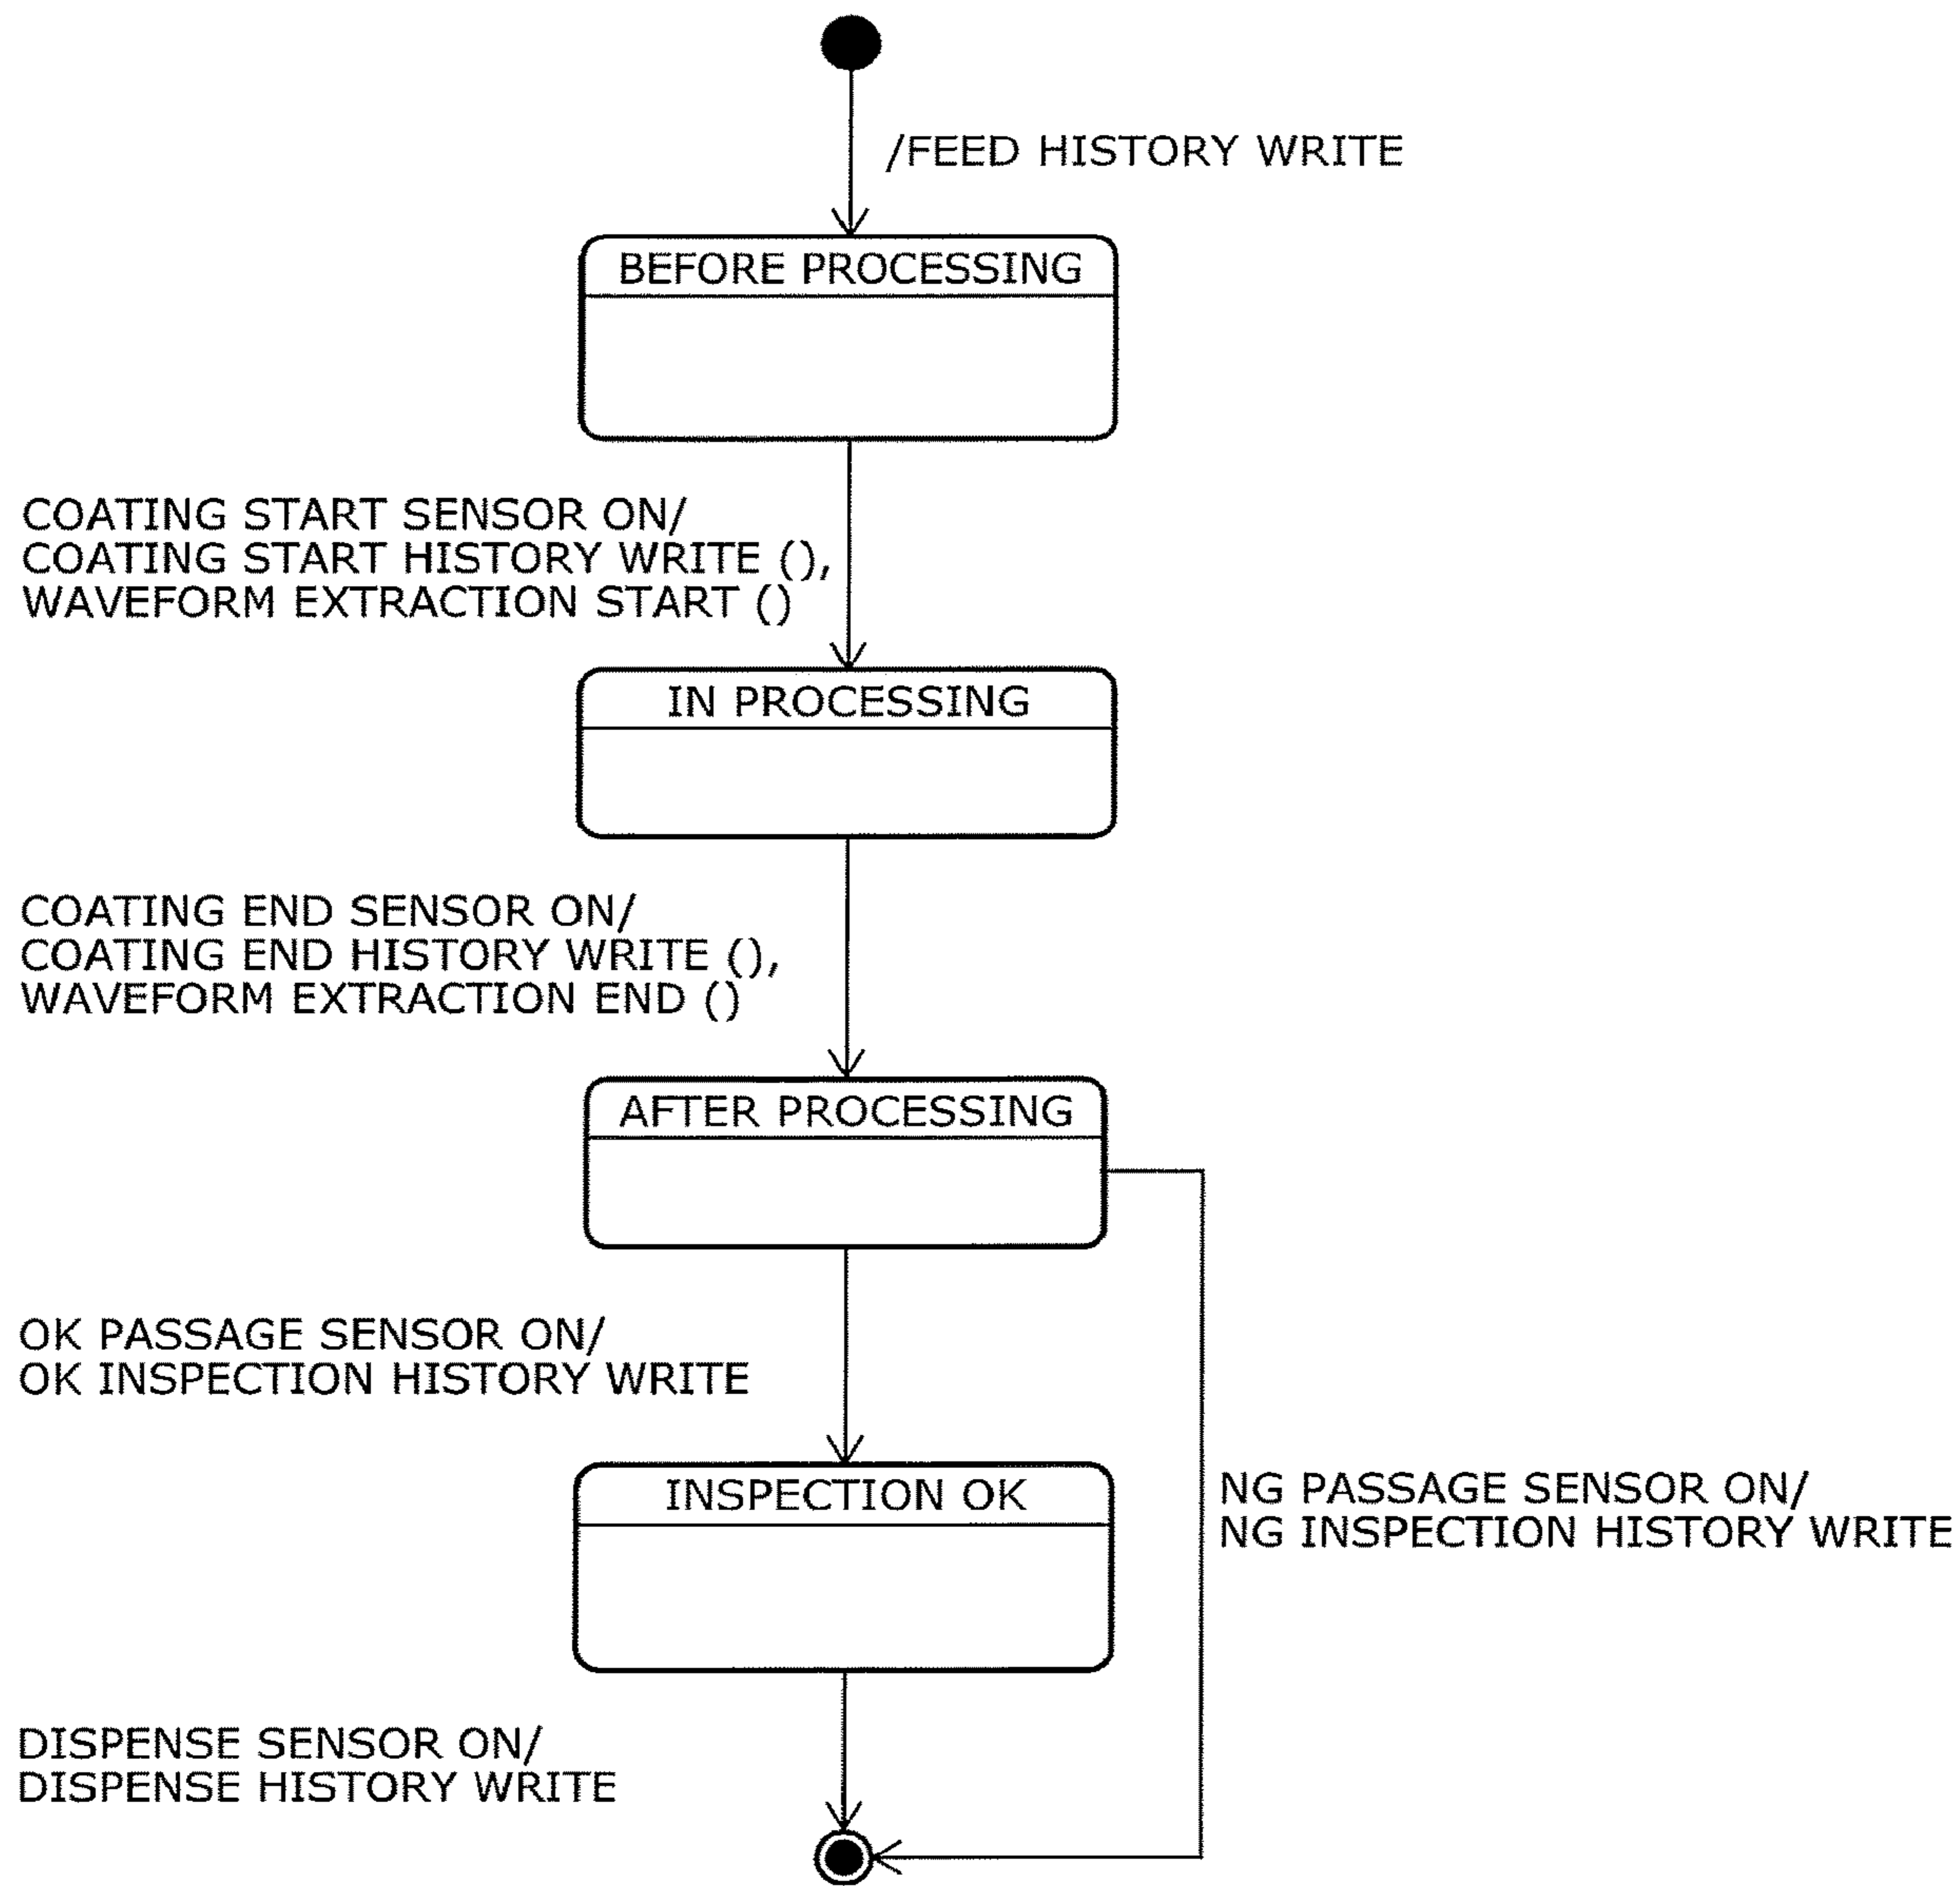 /FEED HISTORY WRITE
BEFORE PROCESSING
COATING START SENSOR ON/
COATING START HISTORY WRITE (),
WAVEFORM EXTRACTION START ()
IN PROCESSING
COATING END SENSOR ON/
COATING END HISTORY WRITE (),
WAVEFORM EXTRACTION END ()
AFTER PROCESSING
OK PASSAGE SENSOR ON/
OK INSPECTION HISTORY WRITE
INSPECTION OK
NG PASSAGE SENSOR ON/
NG INSPECTION HISTORY WRITE
DISPENSE SENSOR ON/
DISPENSE HISTORY WRITE